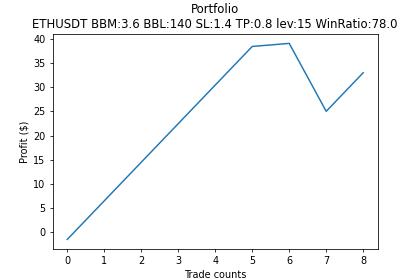 Portfolio
ETHUSDT BBM:3.6 BBL:140 SL:1.4 TP:0.8 lev:15 WinRatio:78.0
40
35
30
25
20
15
10
5
0
Profit ($)
0 1 2 3 4 5 6 7 8
Trade counts